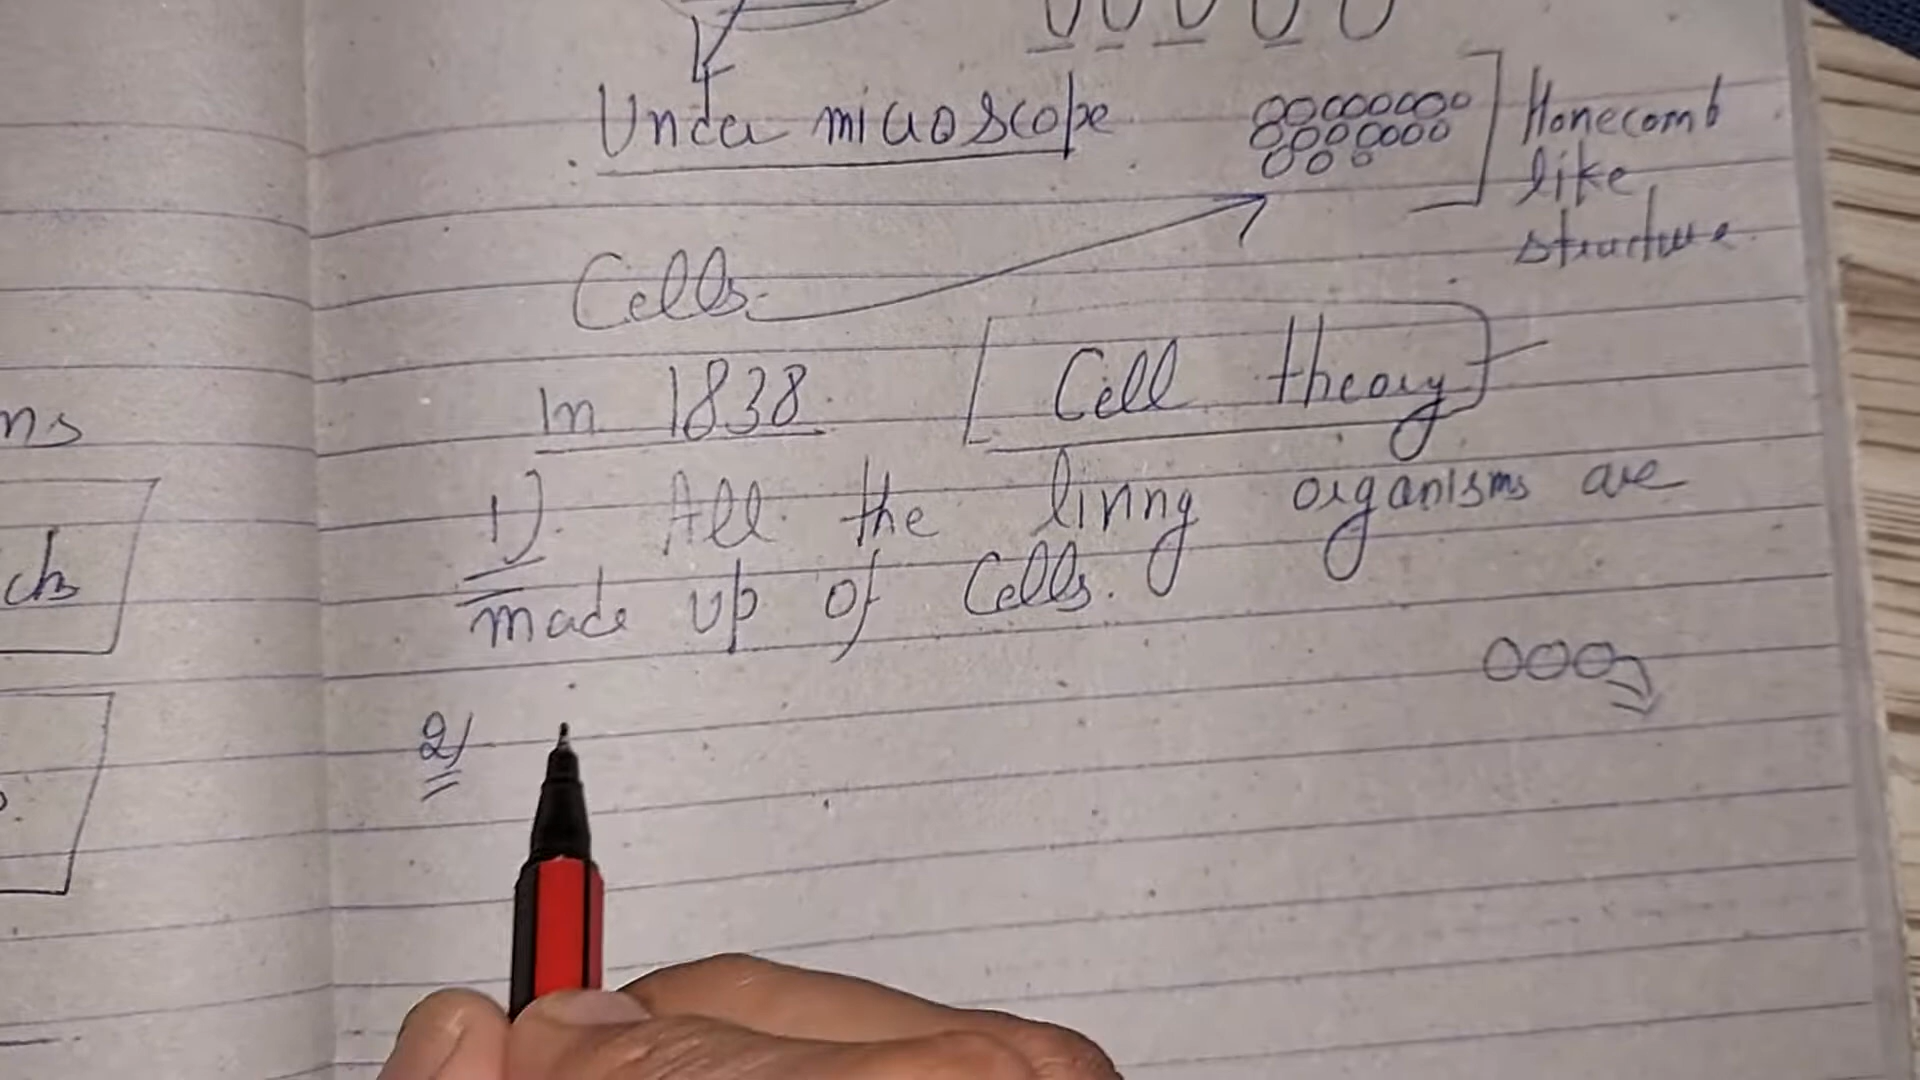 Under microscope
Honecomb
like
structure
Cells.
In 1838
Cell theory
1). All the living organisms are
made up of Cells.
2)